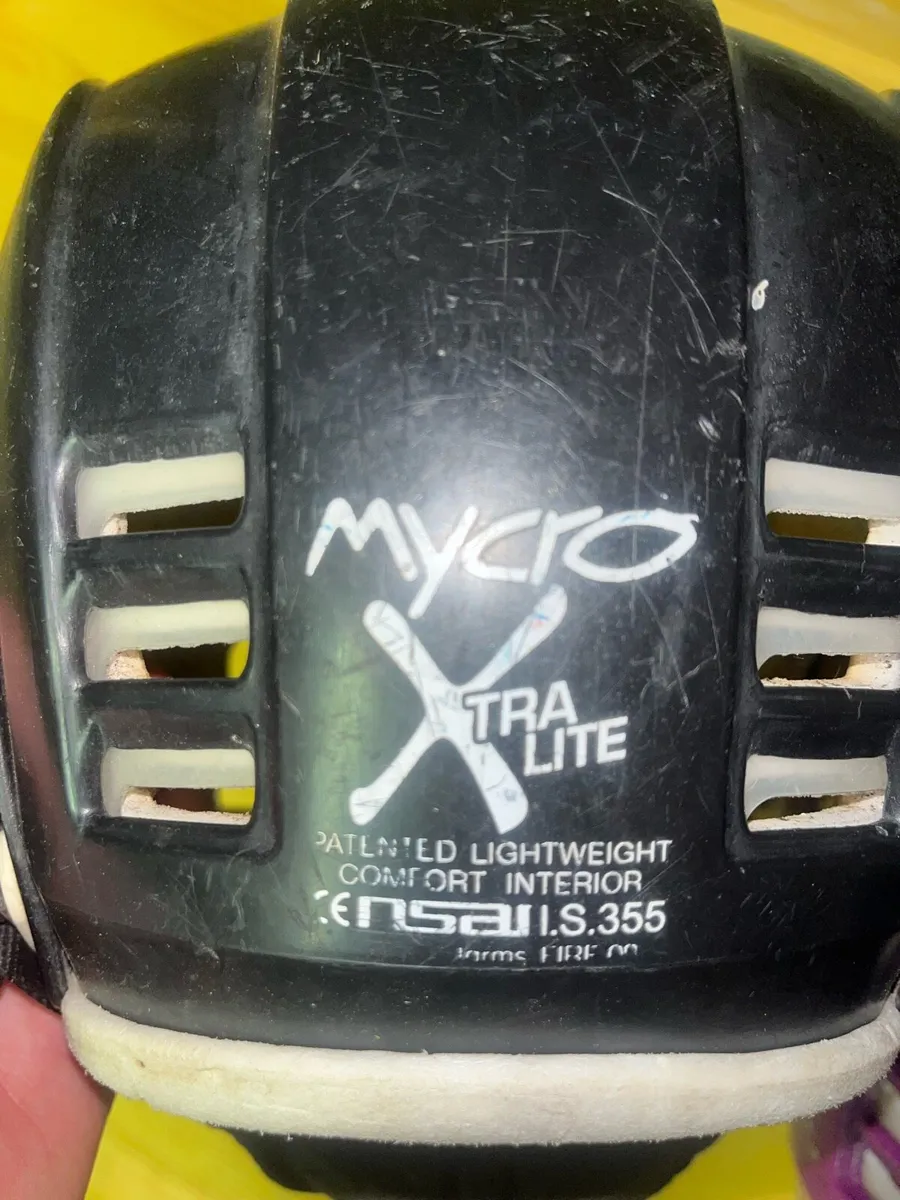 Mycro
XTRA
LITE
PATENTED LIGHTWEIGHT
COMFORT INTERIOR
CE nsai I.S.355